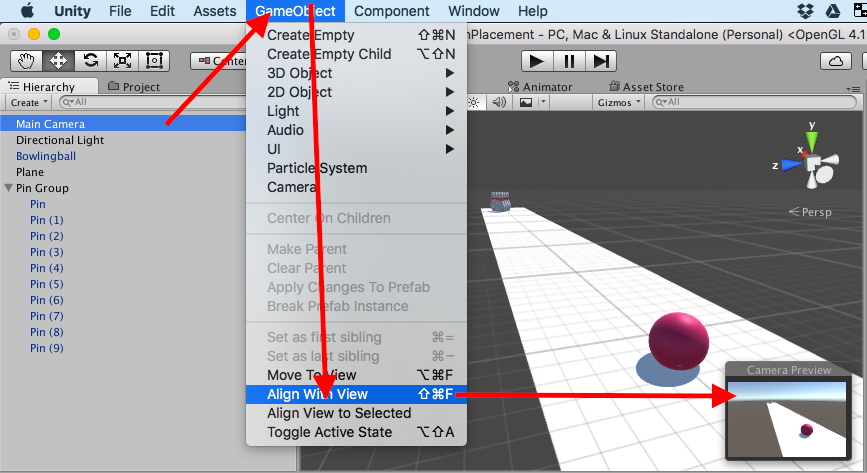 Unity File Edit Assets GameObject Component Window Help
nPlacement - PC, Mac & Linux Standalone (Personal) <OpenGL 4.1
Center
Hierarchy Project Animator Asset Store
Create All Gizmos All
Main Camera
Directional Light
Bowlingball
Plane
Pin Group
Pin
Pin (1)
Pin (2)
Pin (3)
Pin (4)
Pin (5)
Pin (6)
Pin (7)
Pin (8)
Pin (9)
Create Empty ⇧⌘N
Create Empty Child ⌥⇧N
3D Object
2D Object
Light
Audio
UI
Particle System
Camera
Center On Children
Make Parent
Clear Parent
Apply Changes To Prefab
Break Prefab Instance
Set as first sibling ⌘=
Set as last sibling ⌘−
Move To View ⌥⌘F
Align With View ⇧⌘F
Align View to Selected
Toggle Active State ⌥⇧A
y
x
z
Persp
Camera Preview